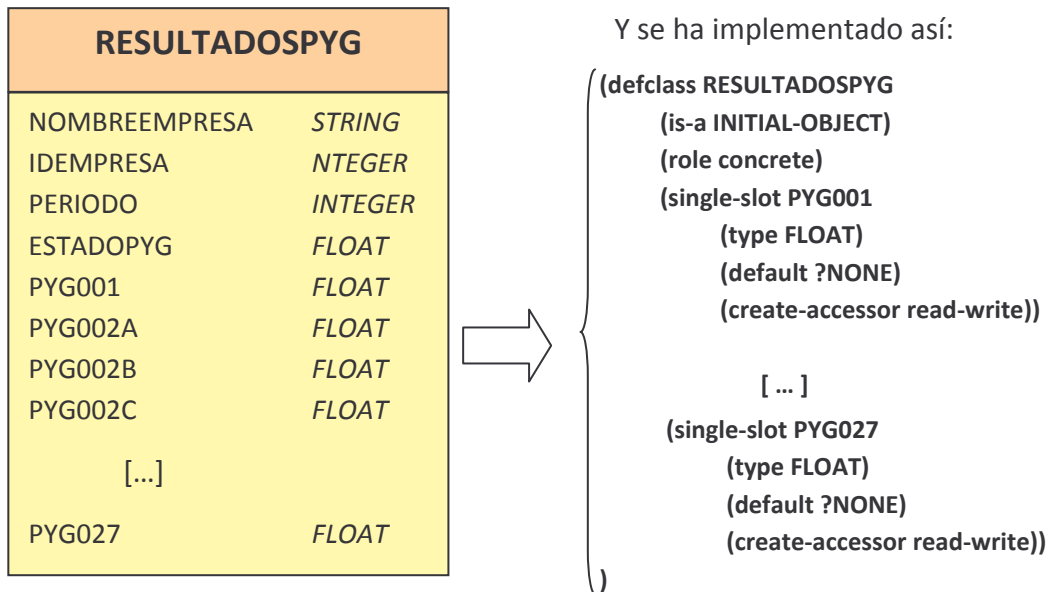 RESULTADOSPYG
NOMBREEMPRESA STRING
IDEMPRESA NTEGER
PERIODO INTEGER
ESTADOPYG FLOAT
PYG001 FLOAT
PYG002A FLOAT
PYG002B FLOAT
PYG002C FLOAT
[...]
PYG027 FLOAT
Y se ha implementado así:
(defclass RESULTADOSPYG
(is-a INITIAL-OBJECT)
(role concrete)
(single-slot PYG001
(type FLOAT)
(default ?NONE)
(create-accessor read-write))
[ ... ]
(single-slot PYG027
(type FLOAT)
(default ?NONE)
(create-accessor read-write))
)